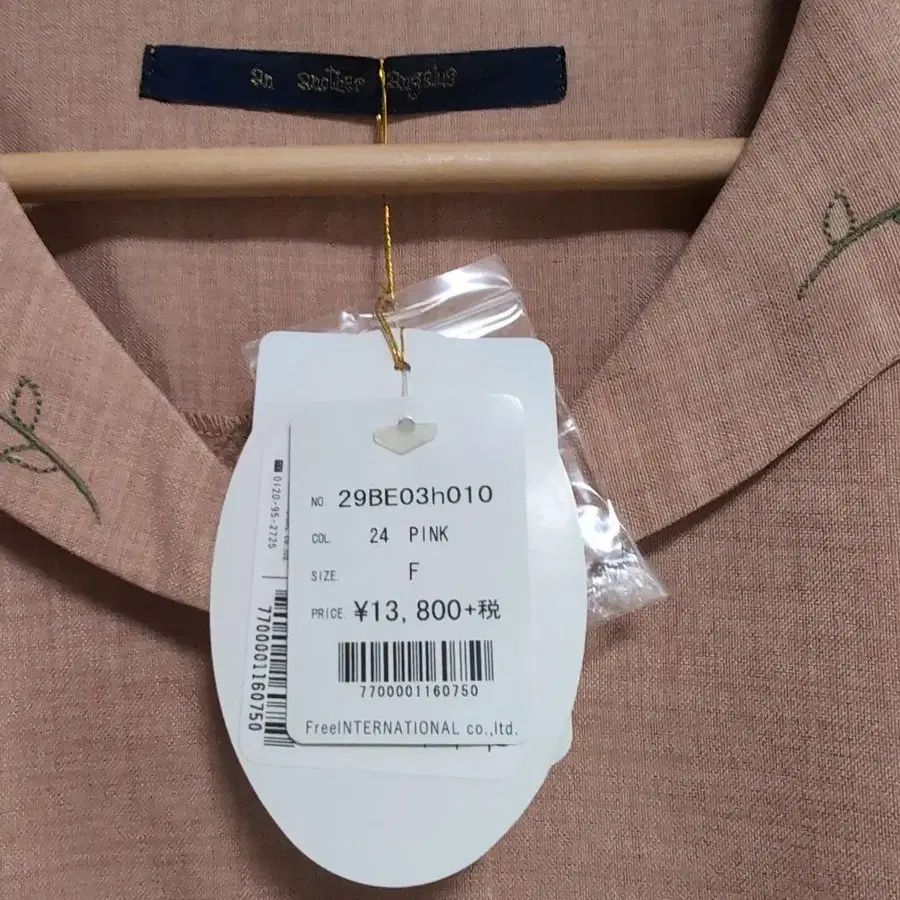 an another Angelus
NO. 29BE03h010
COL. 24 PINK
SIZE. F
PRICE. ¥13,800+税
7700001160750
FreeINTERNATIONAL co.,ltd.
0120-95-2725
7700001160750